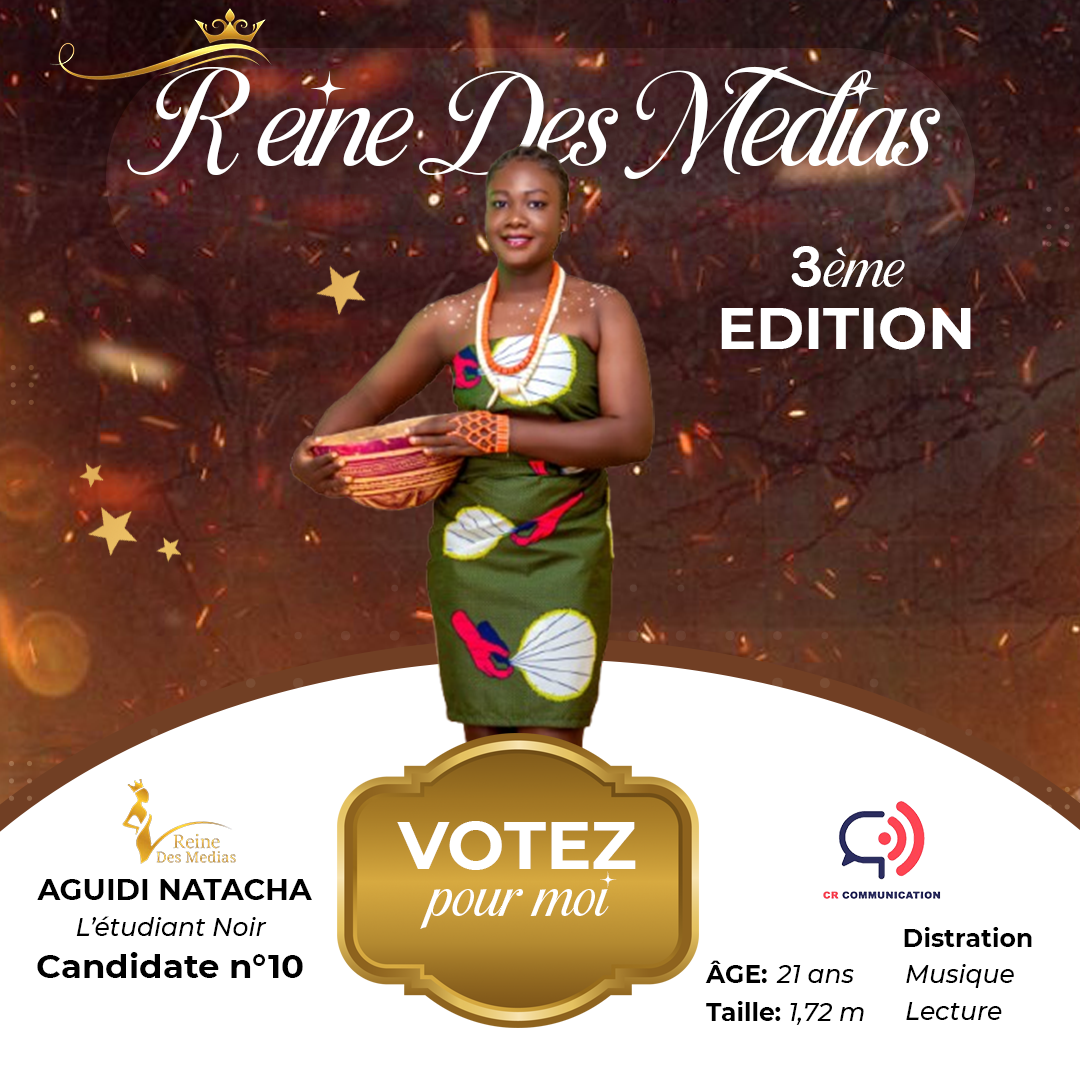 Reine Des Medias
3ème
EDITION
Reine
Des Medias
AGUIDI NATACHA
L'étudiant Noir
Candidate n°10
VOTEZ
pour moi
CR COMMUNICATION
ÂGE: 21 ans
Taille: 1,72 m
Distration
Musique
Lecture